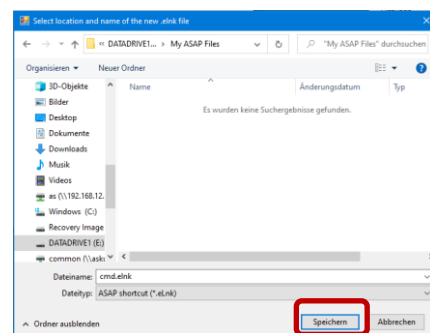 Select location and name of the new .elnk file
« DATADRIVE1... › My ASAP Files
"My ASAP Files" durchsuchen
Organisieren
Neuer Ordner
3D-Objekte
Bilder
Desktop
Dokumente
Downloads
Musik
Videos
as (\\192.168.12.
Windows (C:)
Recovery Image
DATADRIVE1 (E:)
common (\\ask
Name
Änderungsdatum
Typ
Es wurden keine Suchergebnisse gefunden.
Dateiname: cmd.elnk
Dateityp: ASAP shortcut (*.eLnk)
Ordner ausblenden
Speichern
Abbrechen